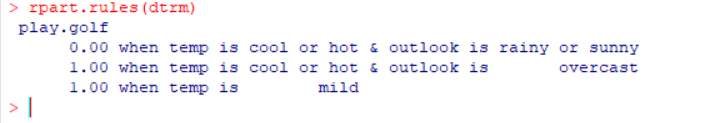 > rpart.rules(dtrm)
 play.golf
      0.00 when temp is cool or hot & outlook is rainy or sunny
      1.00 when temp is cool or hot & outlook is       overcast
      1.00 when temp is        mild
>